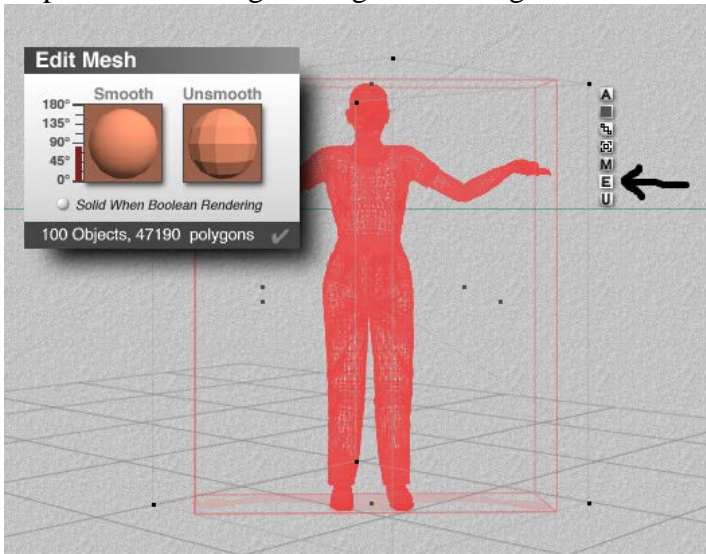 Edit Mesh
Smooth Unsmooth
180°
135°
90°
45°
0°
Solid When Boolean Rendering
100 Objects, 47190 polygons
A
M
E
U